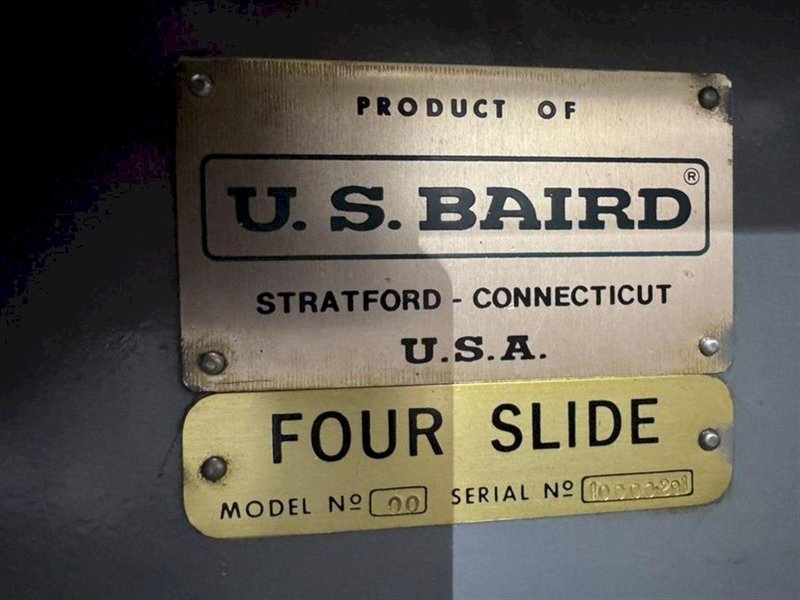 PRODUCT OF
U.S. BAIRD®
STRATFORD - CONNECTICUT
U.S.A.
FOUR SLIDE
MODEL Nº 00 SERIAL Nº